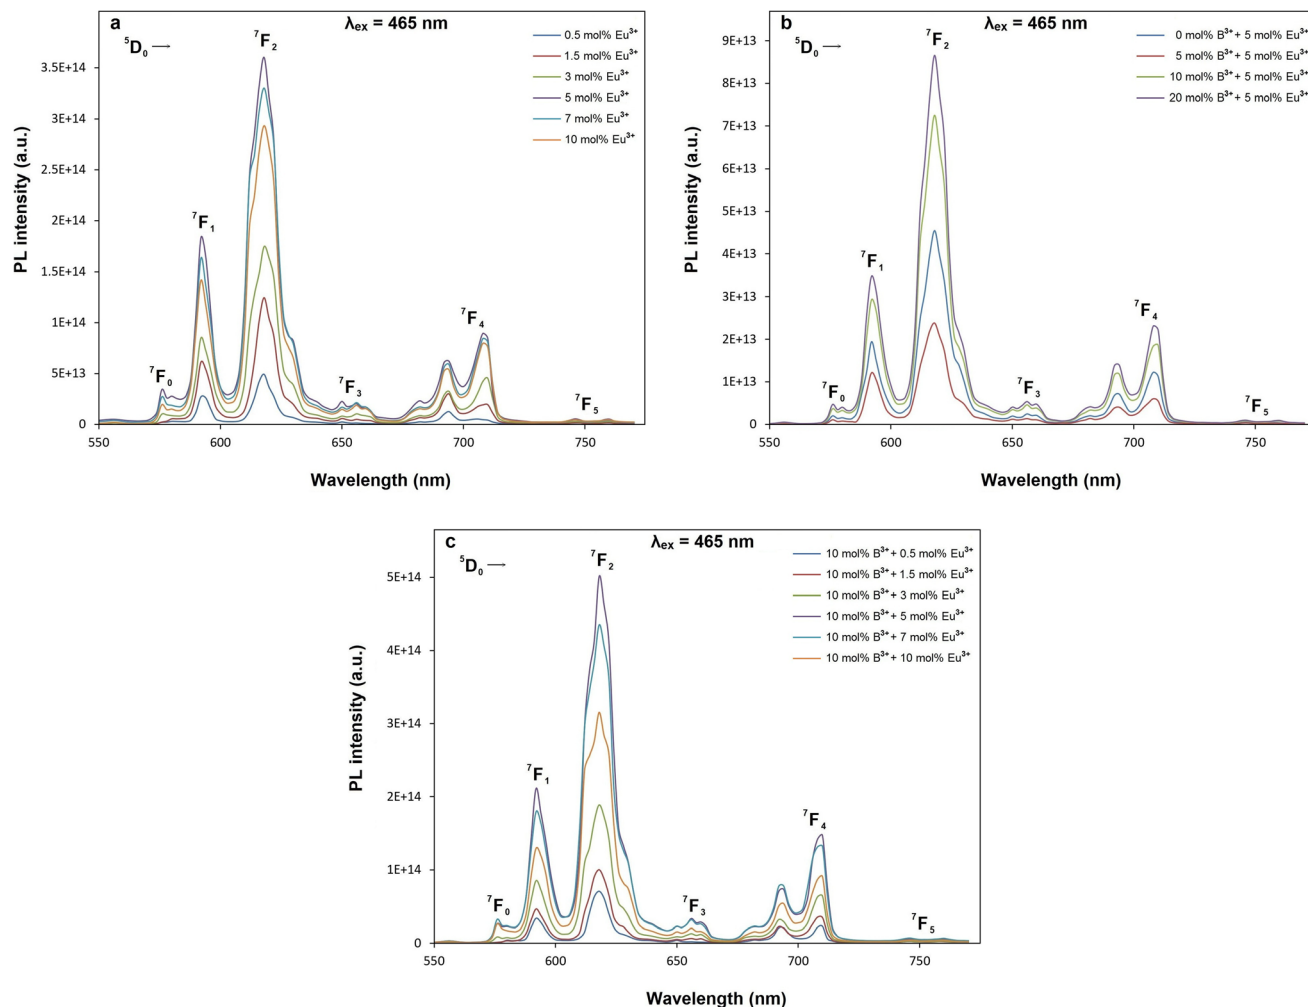 a
λex = 465 nm
⁵D₀ →
⁷F₂
0.5 mol% Eu³⁺
1.5 mol% Eu³⁺
3 mol% Eu³⁺
5 mol% Eu³⁺
7 mol% Eu³⁺
10 mol% Eu³⁺
3.5E+14
3E+14
2.5E+14
2E+14
1.5E+14
1E+14
5E+13
0
⁷F₁
⁷F₀
⁷F₃
⁷F₄
⁷F₅
550
600
650
700
750
PL intensity (a.u.)
Wavelength (nm)
b
λex = 465 nm
⁵D₀ →
⁷F₂
0 mol% B³⁺ + 5 mol% Eu³⁺
5 mol% B³⁺ + 5 mol% Eu³⁺
10 mol% B³⁺ + 5 mol% Eu³⁺
20 mol% B³⁺ + 5 mol% Eu³⁺
9E+13
8E+13
7E+13
6E+13
5E+13
4E+13
3E+13
2E+13
1E+13
0
⁷F₁
⁷F₀
⁷F₃
⁷F₄
⁷F₅
550
600
650
700
750
PL intensity (a.u.)
Wavelength (nm)
c
λex = 465 nm
⁵D₀ →
⁷F₂
10 mol% B³⁺ + 0.5 mol% Eu³⁺
10 mol% B³⁺ + 1.5 mol% Eu³⁺
10 mol% B³⁺ + 3 mol% Eu³⁺
10 mol% B³⁺ + 5 mol% Eu³⁺
10 mol% B³⁺ + 7 mol% Eu³⁺
10 mol% B³⁺ + 10 mol% Eu³⁺
5E+14
4E+14
3E+14
2E+14
1E+14
0
⁷F₁
⁷F₀
⁷F₃
⁷F₄
⁷F₅
550
600
650
700
750
PL intensity (a.u.)
Wavelength (nm)